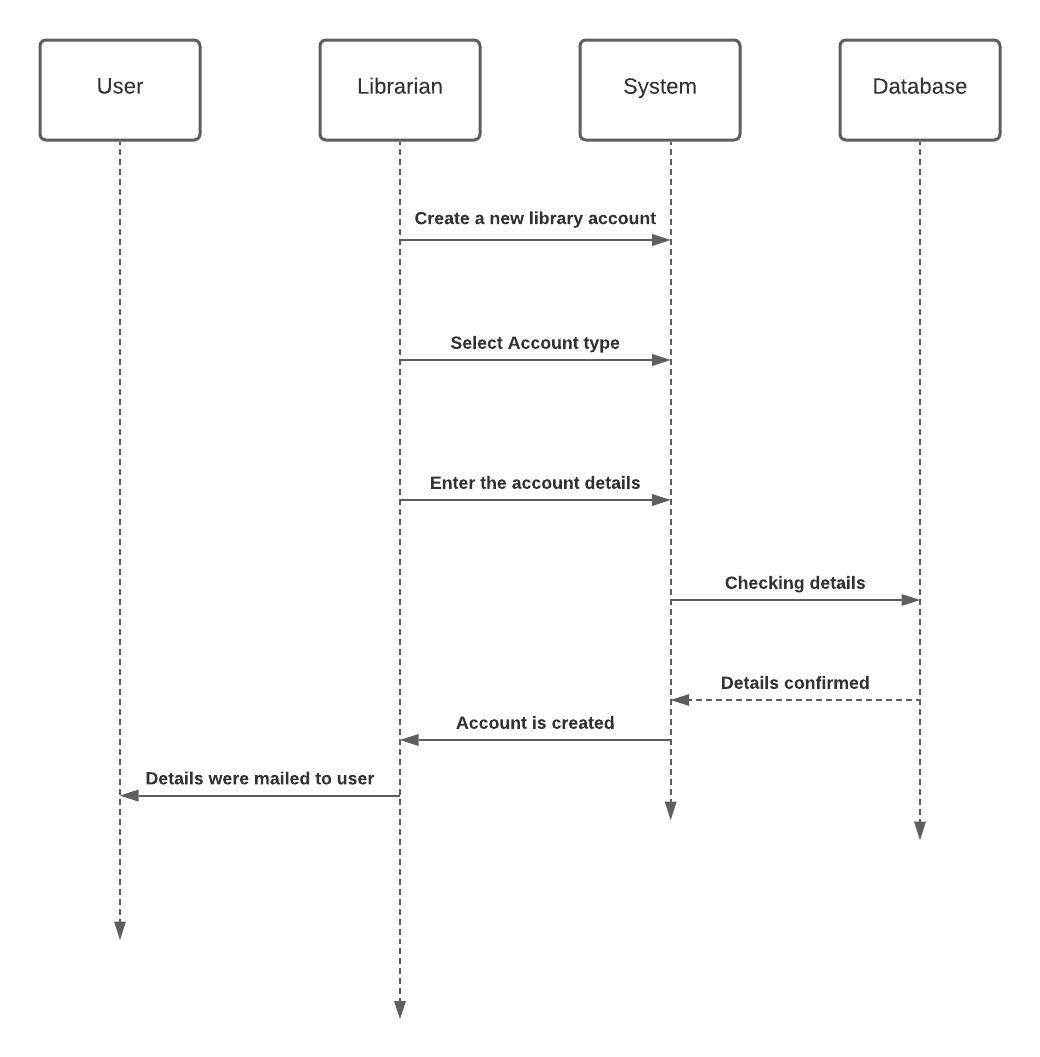 User
Librarian
System
Database
Create a new library account
Select Account type
Enter the account details
Checking details
Details confirmed
Account is created
Details were mailed to user